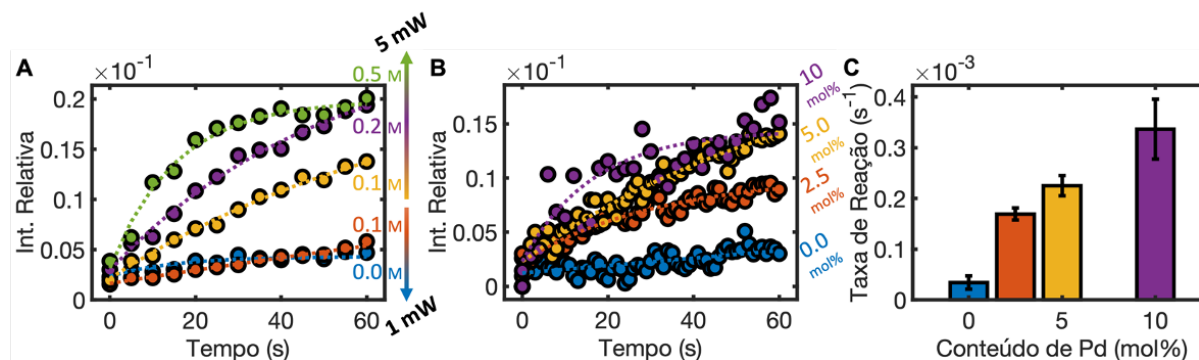 A
×10⁻¹
5 mW
0.5 M
0.2 M
0.1 M
0.1 M
0.0 M
1 mW
Int. Relativa
0.2
0.15
0.1
0.05
0
0
20
40
60
Tempo (s)
B
×10⁻¹
10
mol%
5.0
mol%
2.5
mol%
0.0
mol%
Int. Relativa
0.15
0.1
0.05
0
0
20
40
60
Tempo (s)
C
×10⁻³
Taxa de Reação (s⁻¹)
0.4
0.3
0.2
0.1
0
0
5
10
Conteúdo de Pd (mol%)